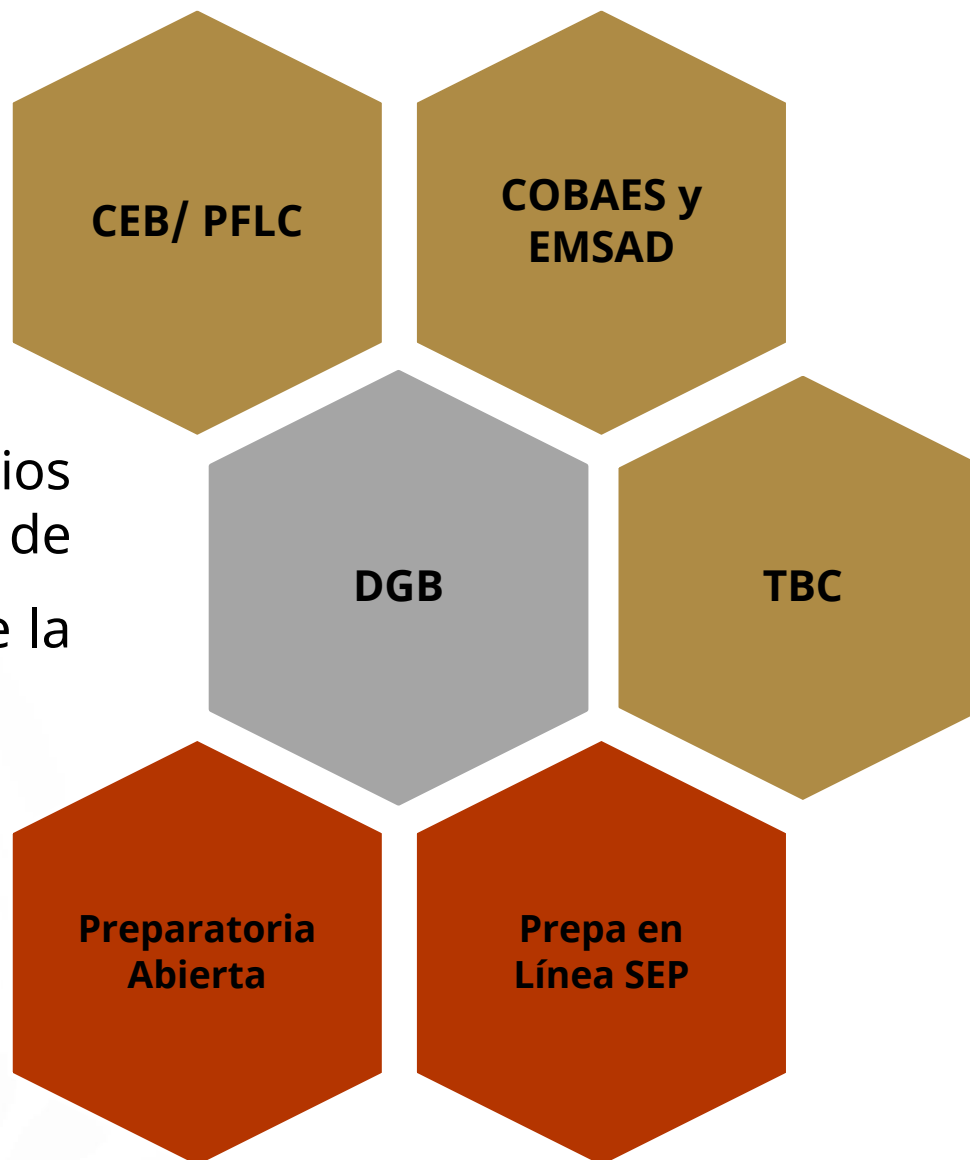 CEB/ PFLC
COBAES y
EMSAD
ios
de
e la
DGB
TBC
Preparatoria
Abierta
Prepa en
Línea SEP